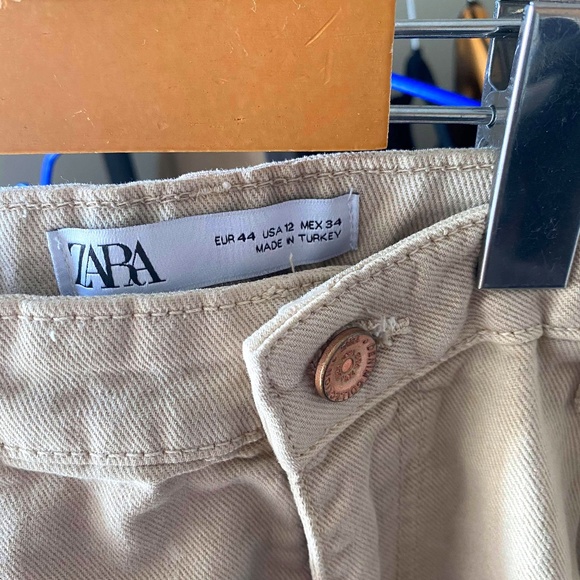 ZARA
EUR 44 USA 12 MEX 34
MADE IN TURKEY